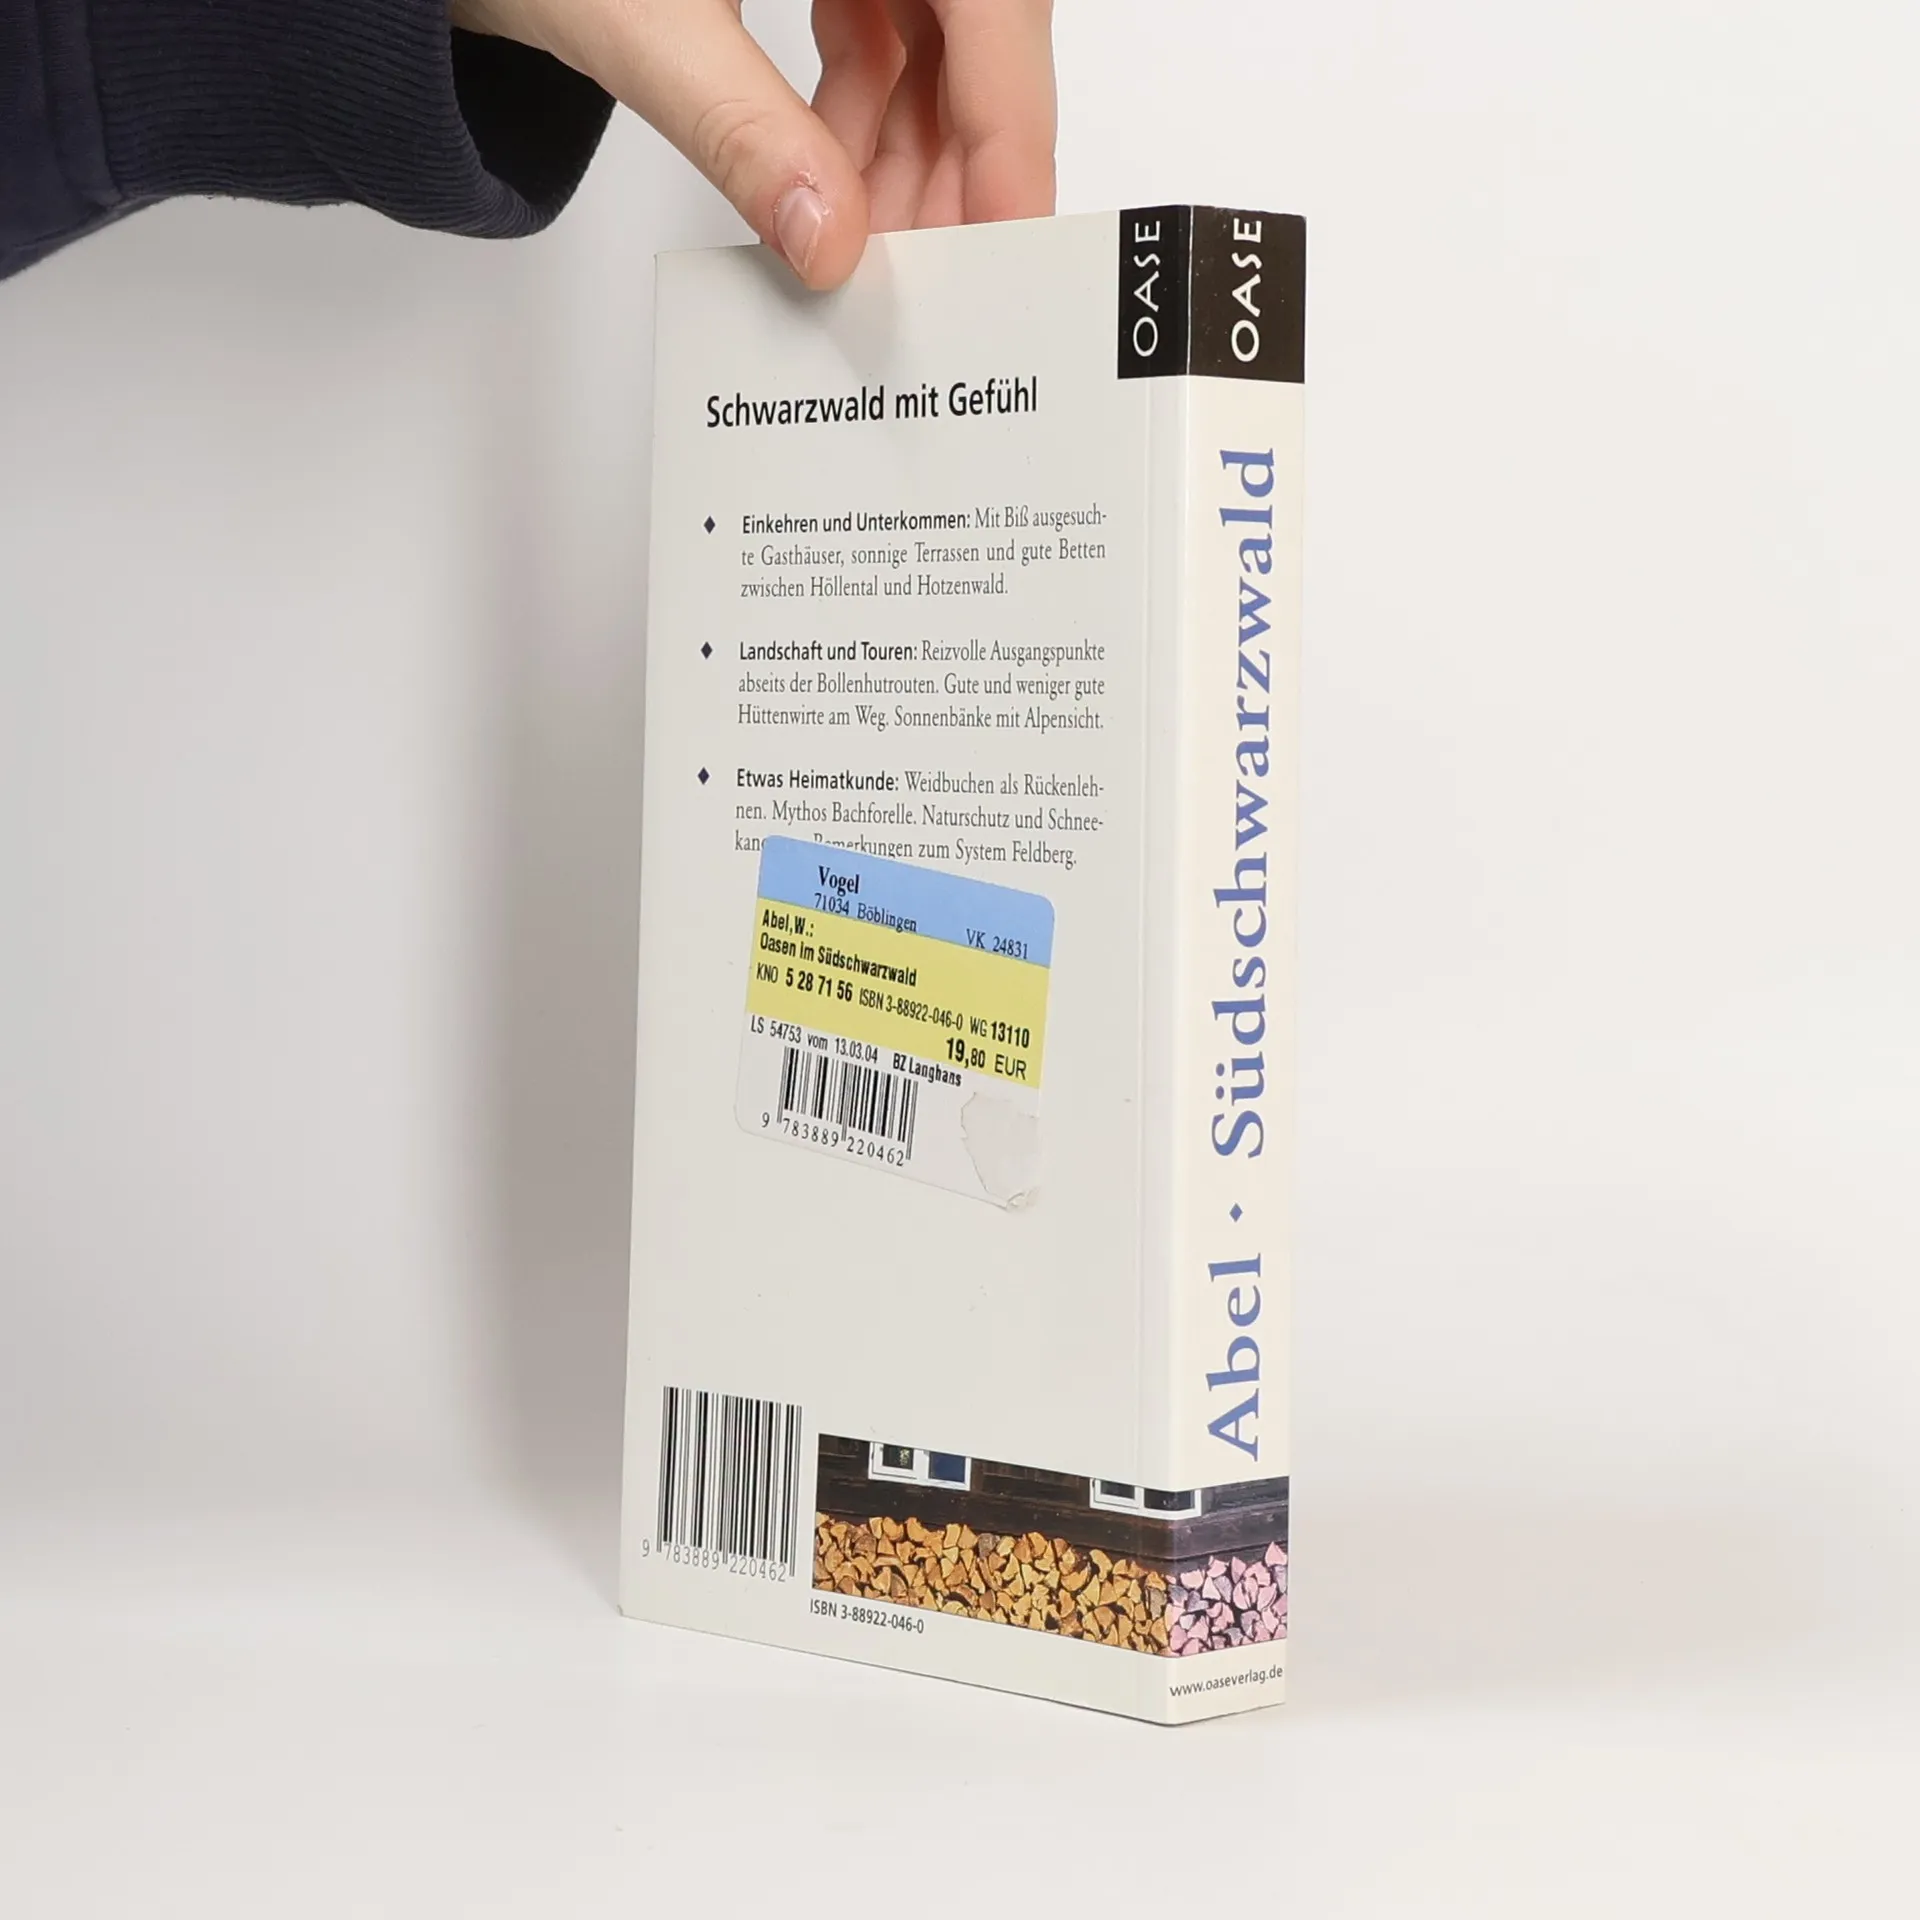 OASE
OASE
Schwarzwald mit Gefühl
Einkehren und Unterkommen: Mit Biß ausgesuch-
te Gasthäuser, sonnige Terrassen und gute Betten
zwischen Höllental und Hotzenwald.
Landschaft und Touren: Reizvolle Ausgangspunkte
abseits der Bollenhutrouten. Gute und weniger gute
Hüttenwirte am Weg. Sonnenbänke mit Alpensicht.
Etwas Heimatkunde: Weidbuchen als Rückenleh-
nen. Mythos Bachforelle. Naturschutz und Schnee-
kan Bemerkungen zum System Feldberg.
Vogel
71034 Böblingen
VK 24831
Abel,W.:
Oasen im Südschwarzwald
KNO 5 28 71 56 ISBN 3-88922-046-0 WG 13110
19,80 EUR
LS 54753 vom 13.03.04 BZ Langhans
9 783889 220462
9 783889 220462
ISBN 3-88922-046-0
Abel · Südschwarzwald
www.oaseverlag.de